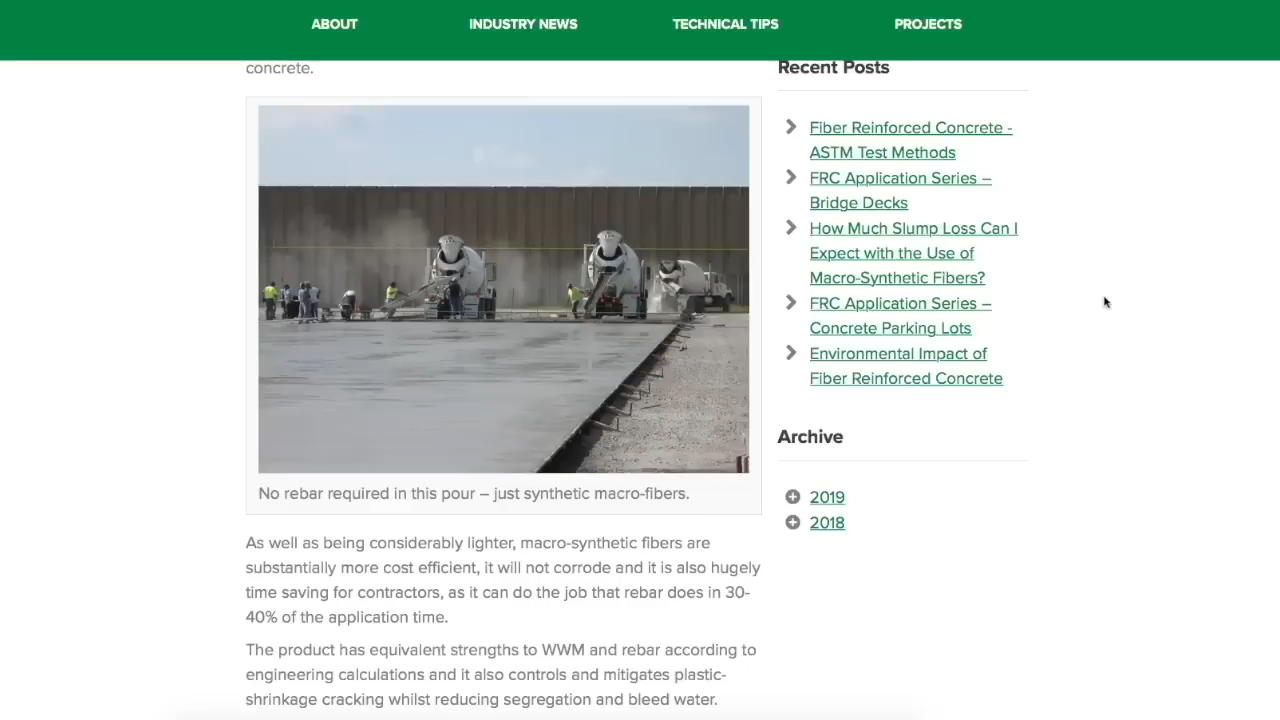 ABOUT
INDUSTRY NEWS
TECHNICAL TIPS
PROJECTS
concrete.
No rebar required in this pour – just synthetic macro-fibers.
As well as being considerably lighter, macro-synthetic fibers are
substantially more cost efficient, it will not corrode and it is also hugely
time saving for contractors, as it can do the job that rebar does in 30-
40% of the application time.
The product has equivalent strengths to WWM and rebar according to
engineering calculations and it also controls and mitigates plastic-
shrinkage cracking whilst reducing segregation and bleed water.
Recent Posts
Fiber Reinforced Concrete -
ASTM Test Methods
FRC Application Series –
Bridge Decks
How Much Slump Loss Can I
Expect with the Use of
Macro-Synthetic Fibers?
FRC Application Series –
Concrete Parking Lots
Environmental Impact of
Fiber Reinforced Concrete
Archive
2019
2018